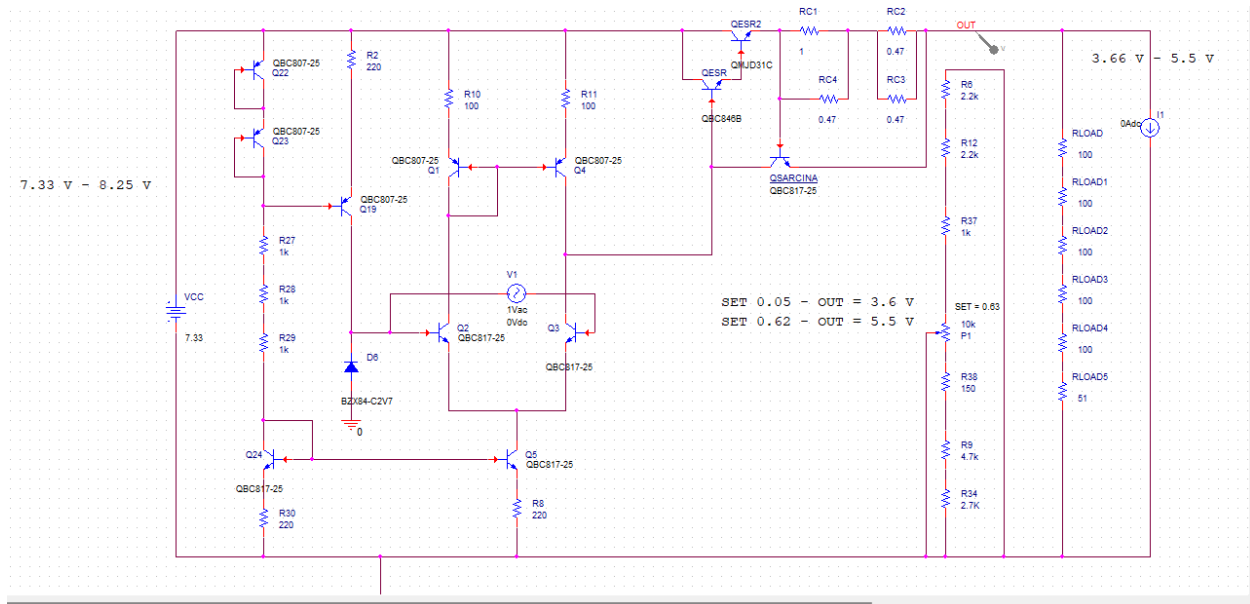 RC1
RC2
QESR2
OUT
V
QBC807-25
Q22
R2
220
1
0.47
3.66 V - 5.5 V
QMJD31C
QESR
RC4
RC3
R6
2.2k
R10
100
R11
100
I1
0Adc
QBC846B
0.47
0.47
QBC807-25
Q23
R12
2.2k
RLOAD
100
QBC807-25
Q1
QBC807-25
Q4
QSARCINA
QBC817-25
7.33 V - 8.25 V
RLOAD1
100
QBC807-25
Q19
R37
1k
R27
1k
RLOAD2
100
V1
R28
1k
RLOAD3
100
VCC
1Vac
0Vdc
SET 0.05 - OUT = 3.6 V
SET = 0.63
SET 0.62 - OUT = 5.5 V
10k
P1
7.33
R29
1k
Q2
QBC817-25
Q3
RLOAD4
100
D6
QBC817-25
R38
150
RLOAD5
51
BZX84-C2V7
0
Q24
Q5
QBC817-25
R9
4.7k
QBC817-25
R30
220
R8
220
R34
2.7K